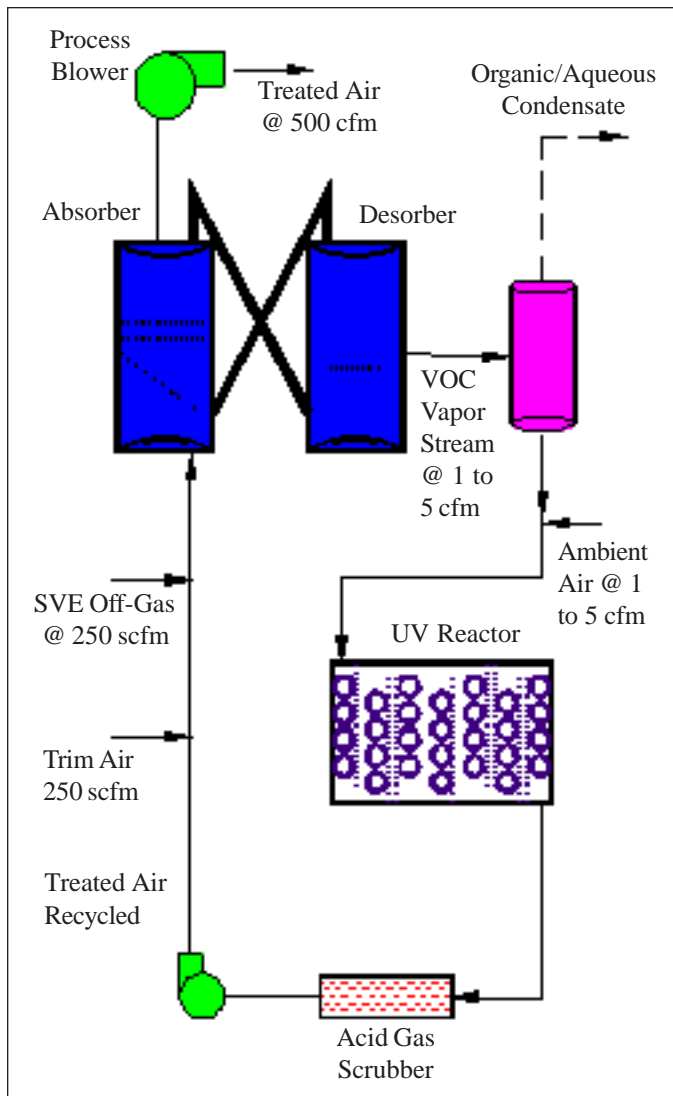 Process
Blower
Treated Air
@ 500 cfm
Organic/Aqueous
Condensate
Absorber
Desorber
VOC
Vapor
Stream
@ 1 to
5 cfm
Ambient
Air @ 1
to 5 cfm
SVE Off-Gas
@ 250 scfm
UV Reactor
Trim Air
250 scfm
Treated Air
Recycled
Acid Gas
Scrubber